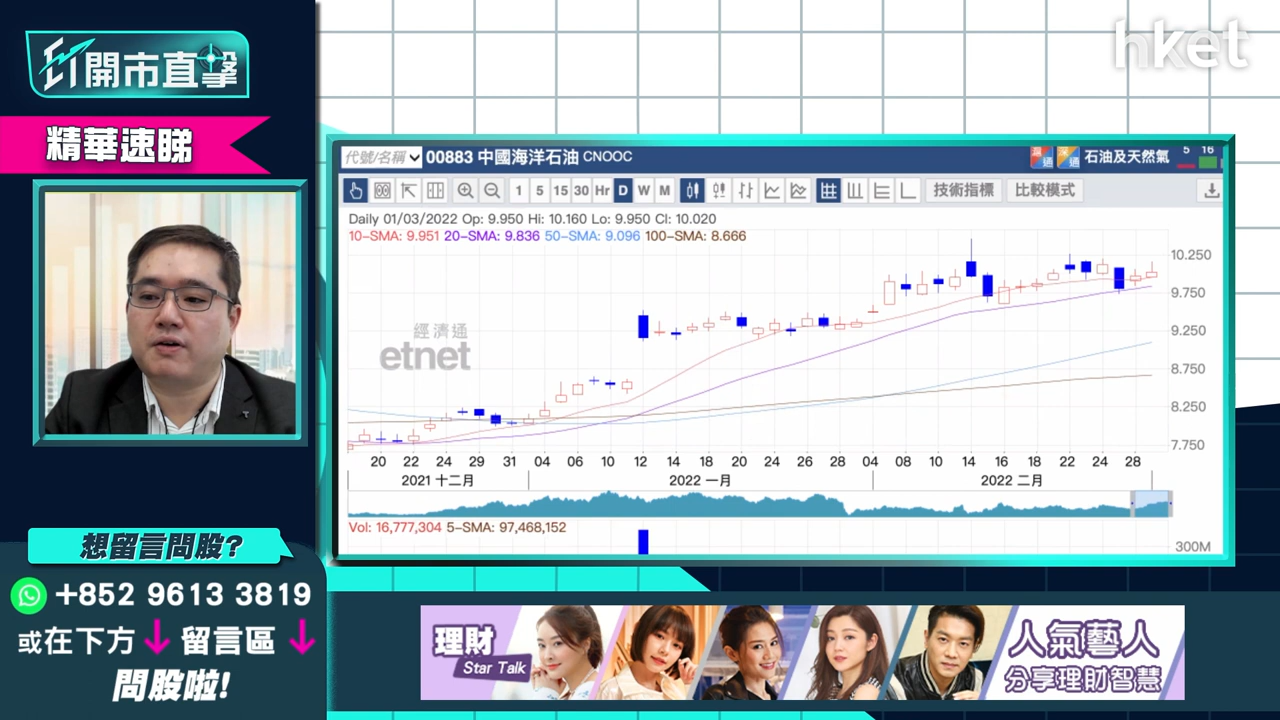 hket
ET開市直擊
精華速睇
代號/名稱 00883 中國海洋石油 CNOOC
滬通 深通 石油及天然氣 5 16
1 5 15 30 Hr D W M 技術指標 比較模式
Daily 01/03/2022 Op: 9.950 Hi: 10.160 Lo: 9.950 Cl: 10.020
10-SMA: 9.951 20-SMA: 9.836 50-SMA: 9.096 100-SMA: 8.666
10.250
9.750
9.250
8.750
8.250
7.750
經濟通
etnet
20 22 24 29 31 04 06 10 12 14 18 20 24 26 28 04 08 10 14 16 18 22 24 28
2021 十二月 2022 一月 2022 二月
Vol: 16,777,304 5-SMA: 97,468,152
300M
想留言問股?
+852 9613 3819
或在下方↓留言區↓
問股啦!
理財
Star Talk
人氣藝人
分享理財智慧